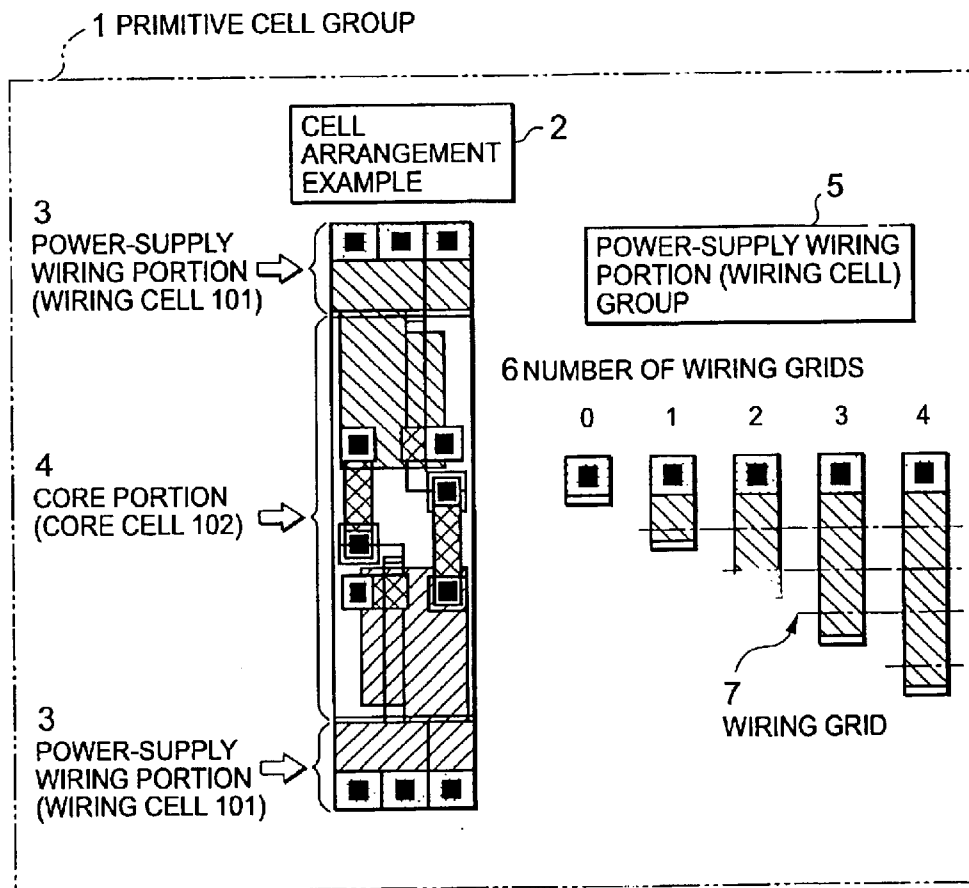 1 PRIMITIVE CELL GROUP
CELL
ARRANGEMENT
EXAMPLE
2
3
POWER-SUPPLY
WIRING PORTION
(WIRING CELL 101)
5
POWER-SUPPLY WIRING
PORTION (WIRING CELL)
GROUP
6 NUMBER OF WIRING GRIDS
0 1 2 3 4
4
CORE PORTION
(CORE CELL 102)
7
WIRING GRID
3
POWER-SUPPLY
WIRING PORTION
(WIRING CELL 101)